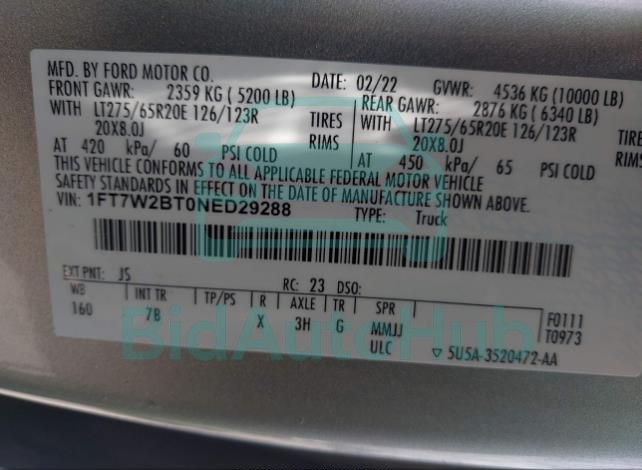 MFD. BY FORD MOTOR CO.
DATE: 02/22 GVWR: 4536 KG (10000 LB)
FRONT GAWR: 2359 KG ( 5200 LB) REAR GAWR: 2876 KG ( 6340 LB)
WITH LT275/65R20E 126/123R TIRES WITH LT275/65R20E 126/123R
20X8.0J RIMS 20X8.0J
AT 420 kPa/ 60 PSI COLD AT 450 kPa/ 65 PSI COLD
THIS VEHICLE CONFORMS TO ALL APPLICABLE FEDERAL MOTOR VEHICLE
SAFETY STANDARDS IN EFFECT ON THE DATE OF MANUFACTURE SHOWN ABOVE.
VIN: 1FT7W2BT0NED29288 TYPE: Truck
EXT PNT: JS RC: 23 DSO:
WB INT TR TP/PS R AXLE TR SPR F0111
160 7B X 3H G MMJJ T0973
ULC ▽ 5U5A-3520472-AA
BidAutoHub